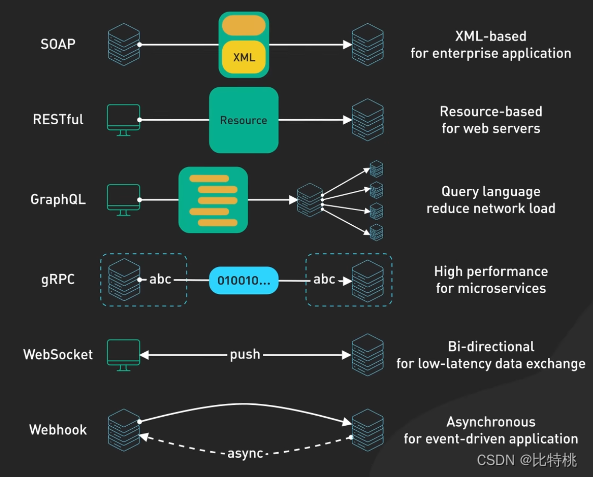 SOAP
XML
XML-based
for enterprise application
RESTful
Resource
Resource-based
for web servers
GraphQL
Query language
reduce network load
gRPC
abc
010010...
abc
High performance
for microservices
WebSocket
push
Bi-directional
for low-latency data exchange
Webhook
async
Asynchronous
for event-driven application
CSDN @比特桃